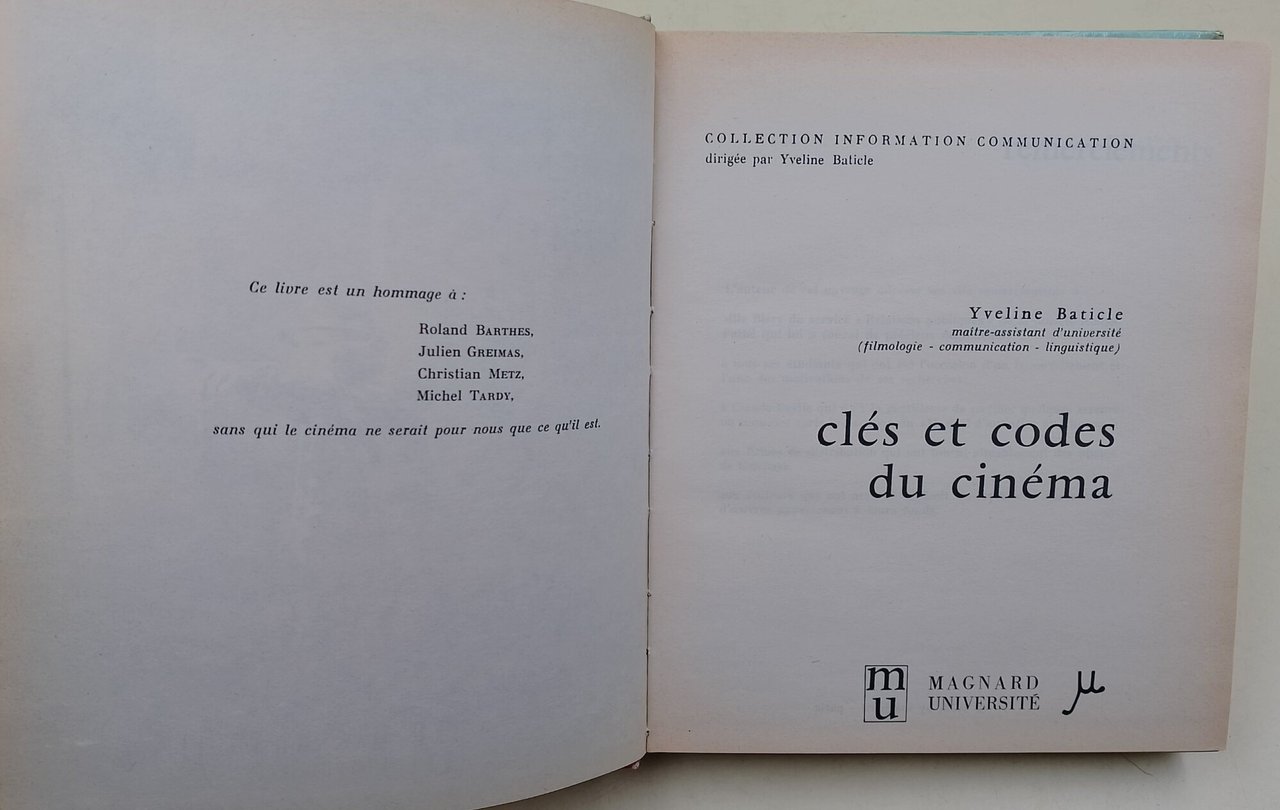 Ce livre est un hommage à :
Roland BARTHES,
Julien GREIMAS,
Christian METZ,
Michel TARDY,
sans qui le cinéma ne serait pour nous que ce qu'il est.
COLLECTION INFORMATION COMMUNICATION
dirigée par Yveline Baticle
Yveline Baticle
maître-assistant d'université
(filmologie - communication - linguistique)
clés et codes
du cinéma
mu
MAGNARD
UNIVERSITÉ
μ